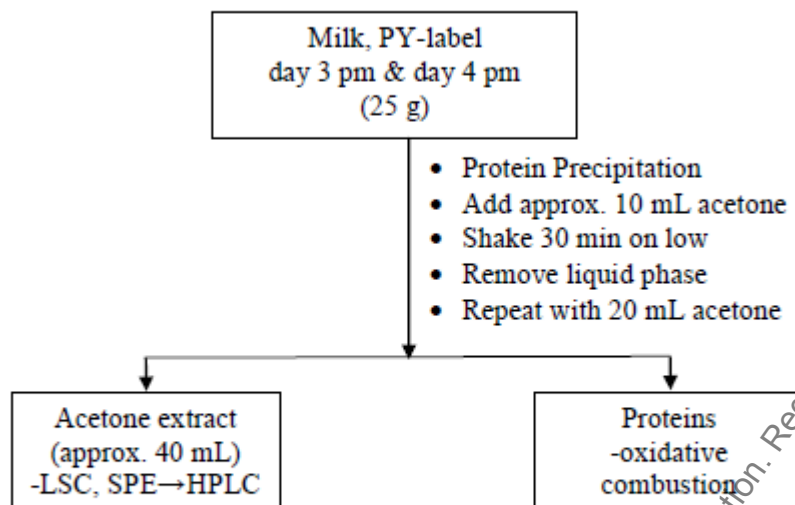 Milk, PY-label
day 3 pm & day 4 pm
(25 g)
• Protein Precipitation
• Add approx. 10 mL acetone
• Shake 30 min on low
• Remove liquid phase
• Repeat with 20 mL acetone
Acetone extract
(approx. 40 mL)
-LSC, SPE→HPLC
Proteins
-oxidative
combustion
tion. Res